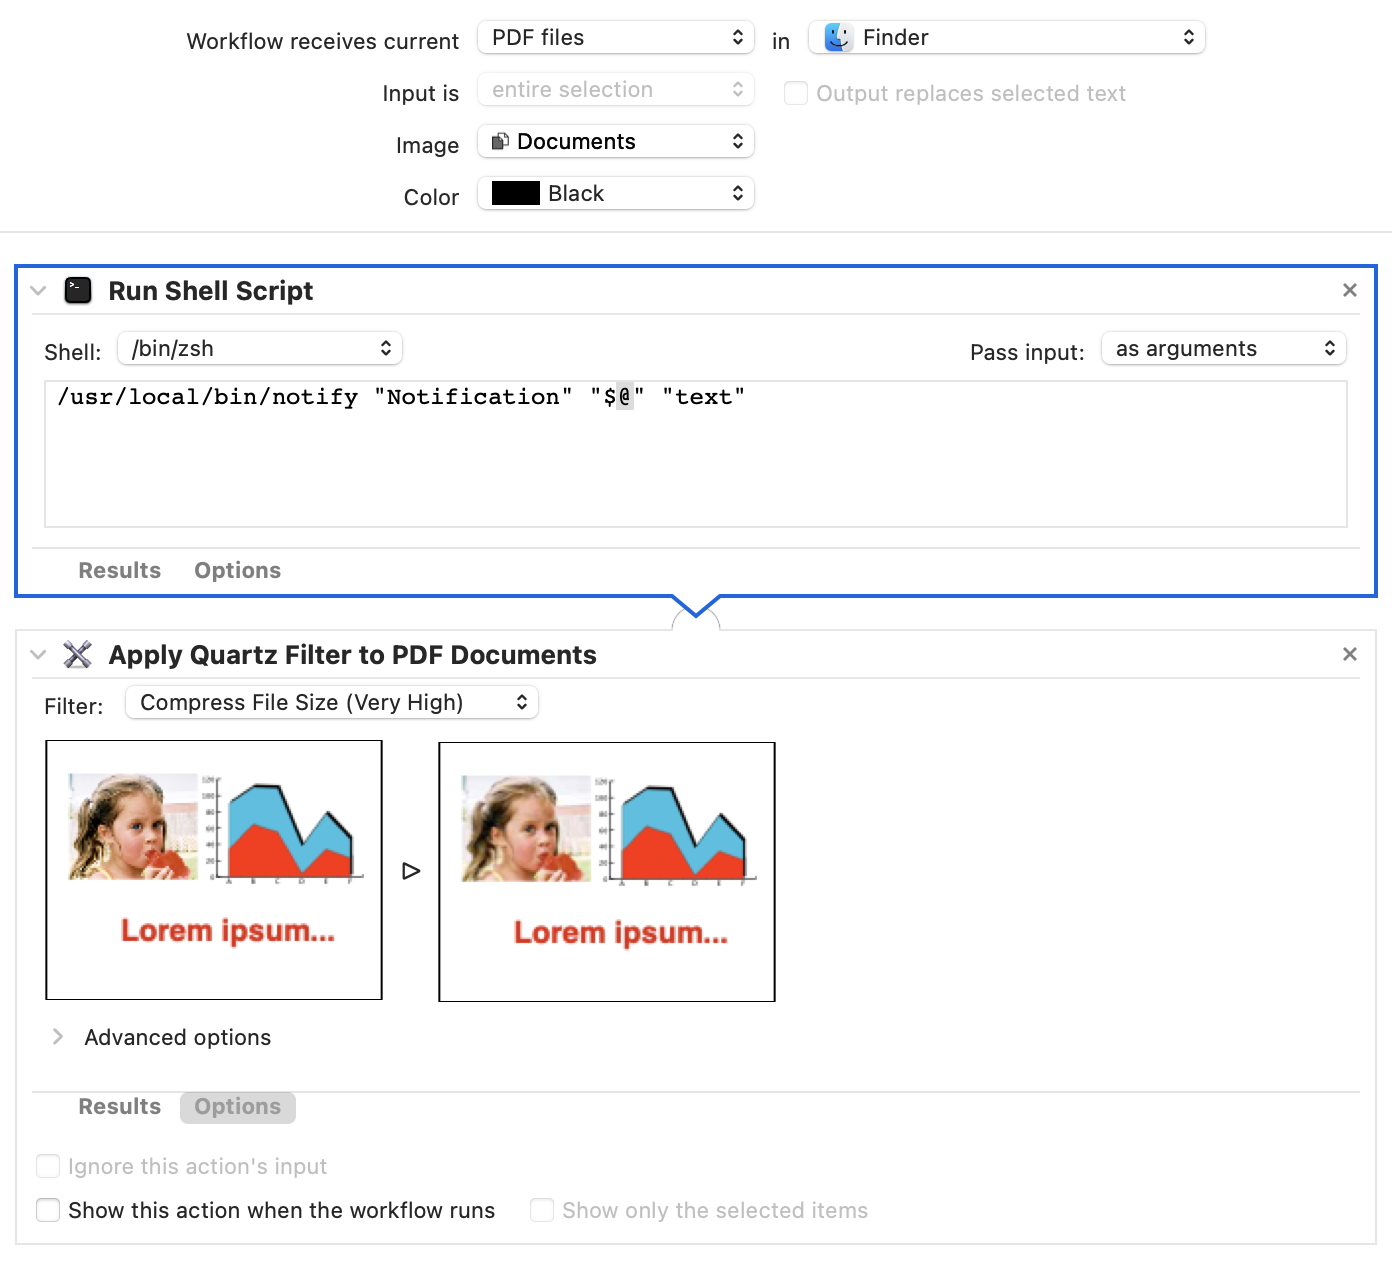 Workflow receives current PDF files in Finder
Input is entire selection Output replaces selected text
Image Documents
Color Black
Run Shell Script
Shell: /bin/zsh Pass input: as arguments
/usr/local/bin/notify "Notification" "$@" "text"
Results Options
Apply Quartz Filter to PDF Documents
Filter: Compress File Size (Very High)
Lorem ipsum... Lorem ipsum...
Advanced options
Results Options
Ignore this action's input
Show this action when the workflow runs Show only the selected items